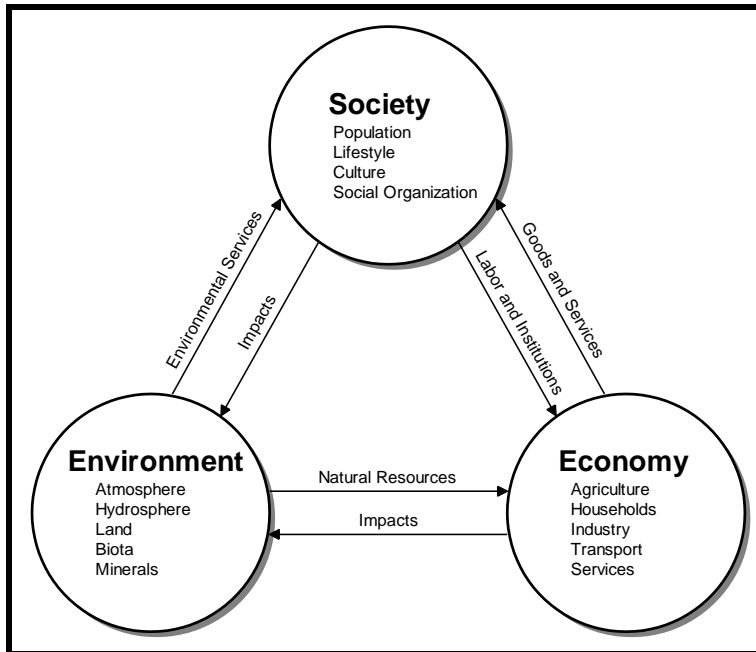 Society
Population
Lifestyle
Culture
Social Organization
Environmental Services
Impacts
Labor and Institutions
Goods and Services
Environment
Atmosphere
Hydrosphere
Land
Biota
Minerals
Natural Resources
Impacts
Economy
Agriculture
Households
Industry
Transport
Services